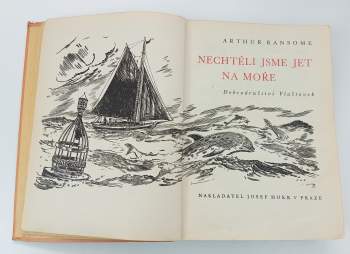 ARTHUR RANSOME
NECHTĚLI JSME JET
NA MOŘE
Dobrodružství Vlaštovek
NAKLADATEL JOSEF HOKR V PRAZE